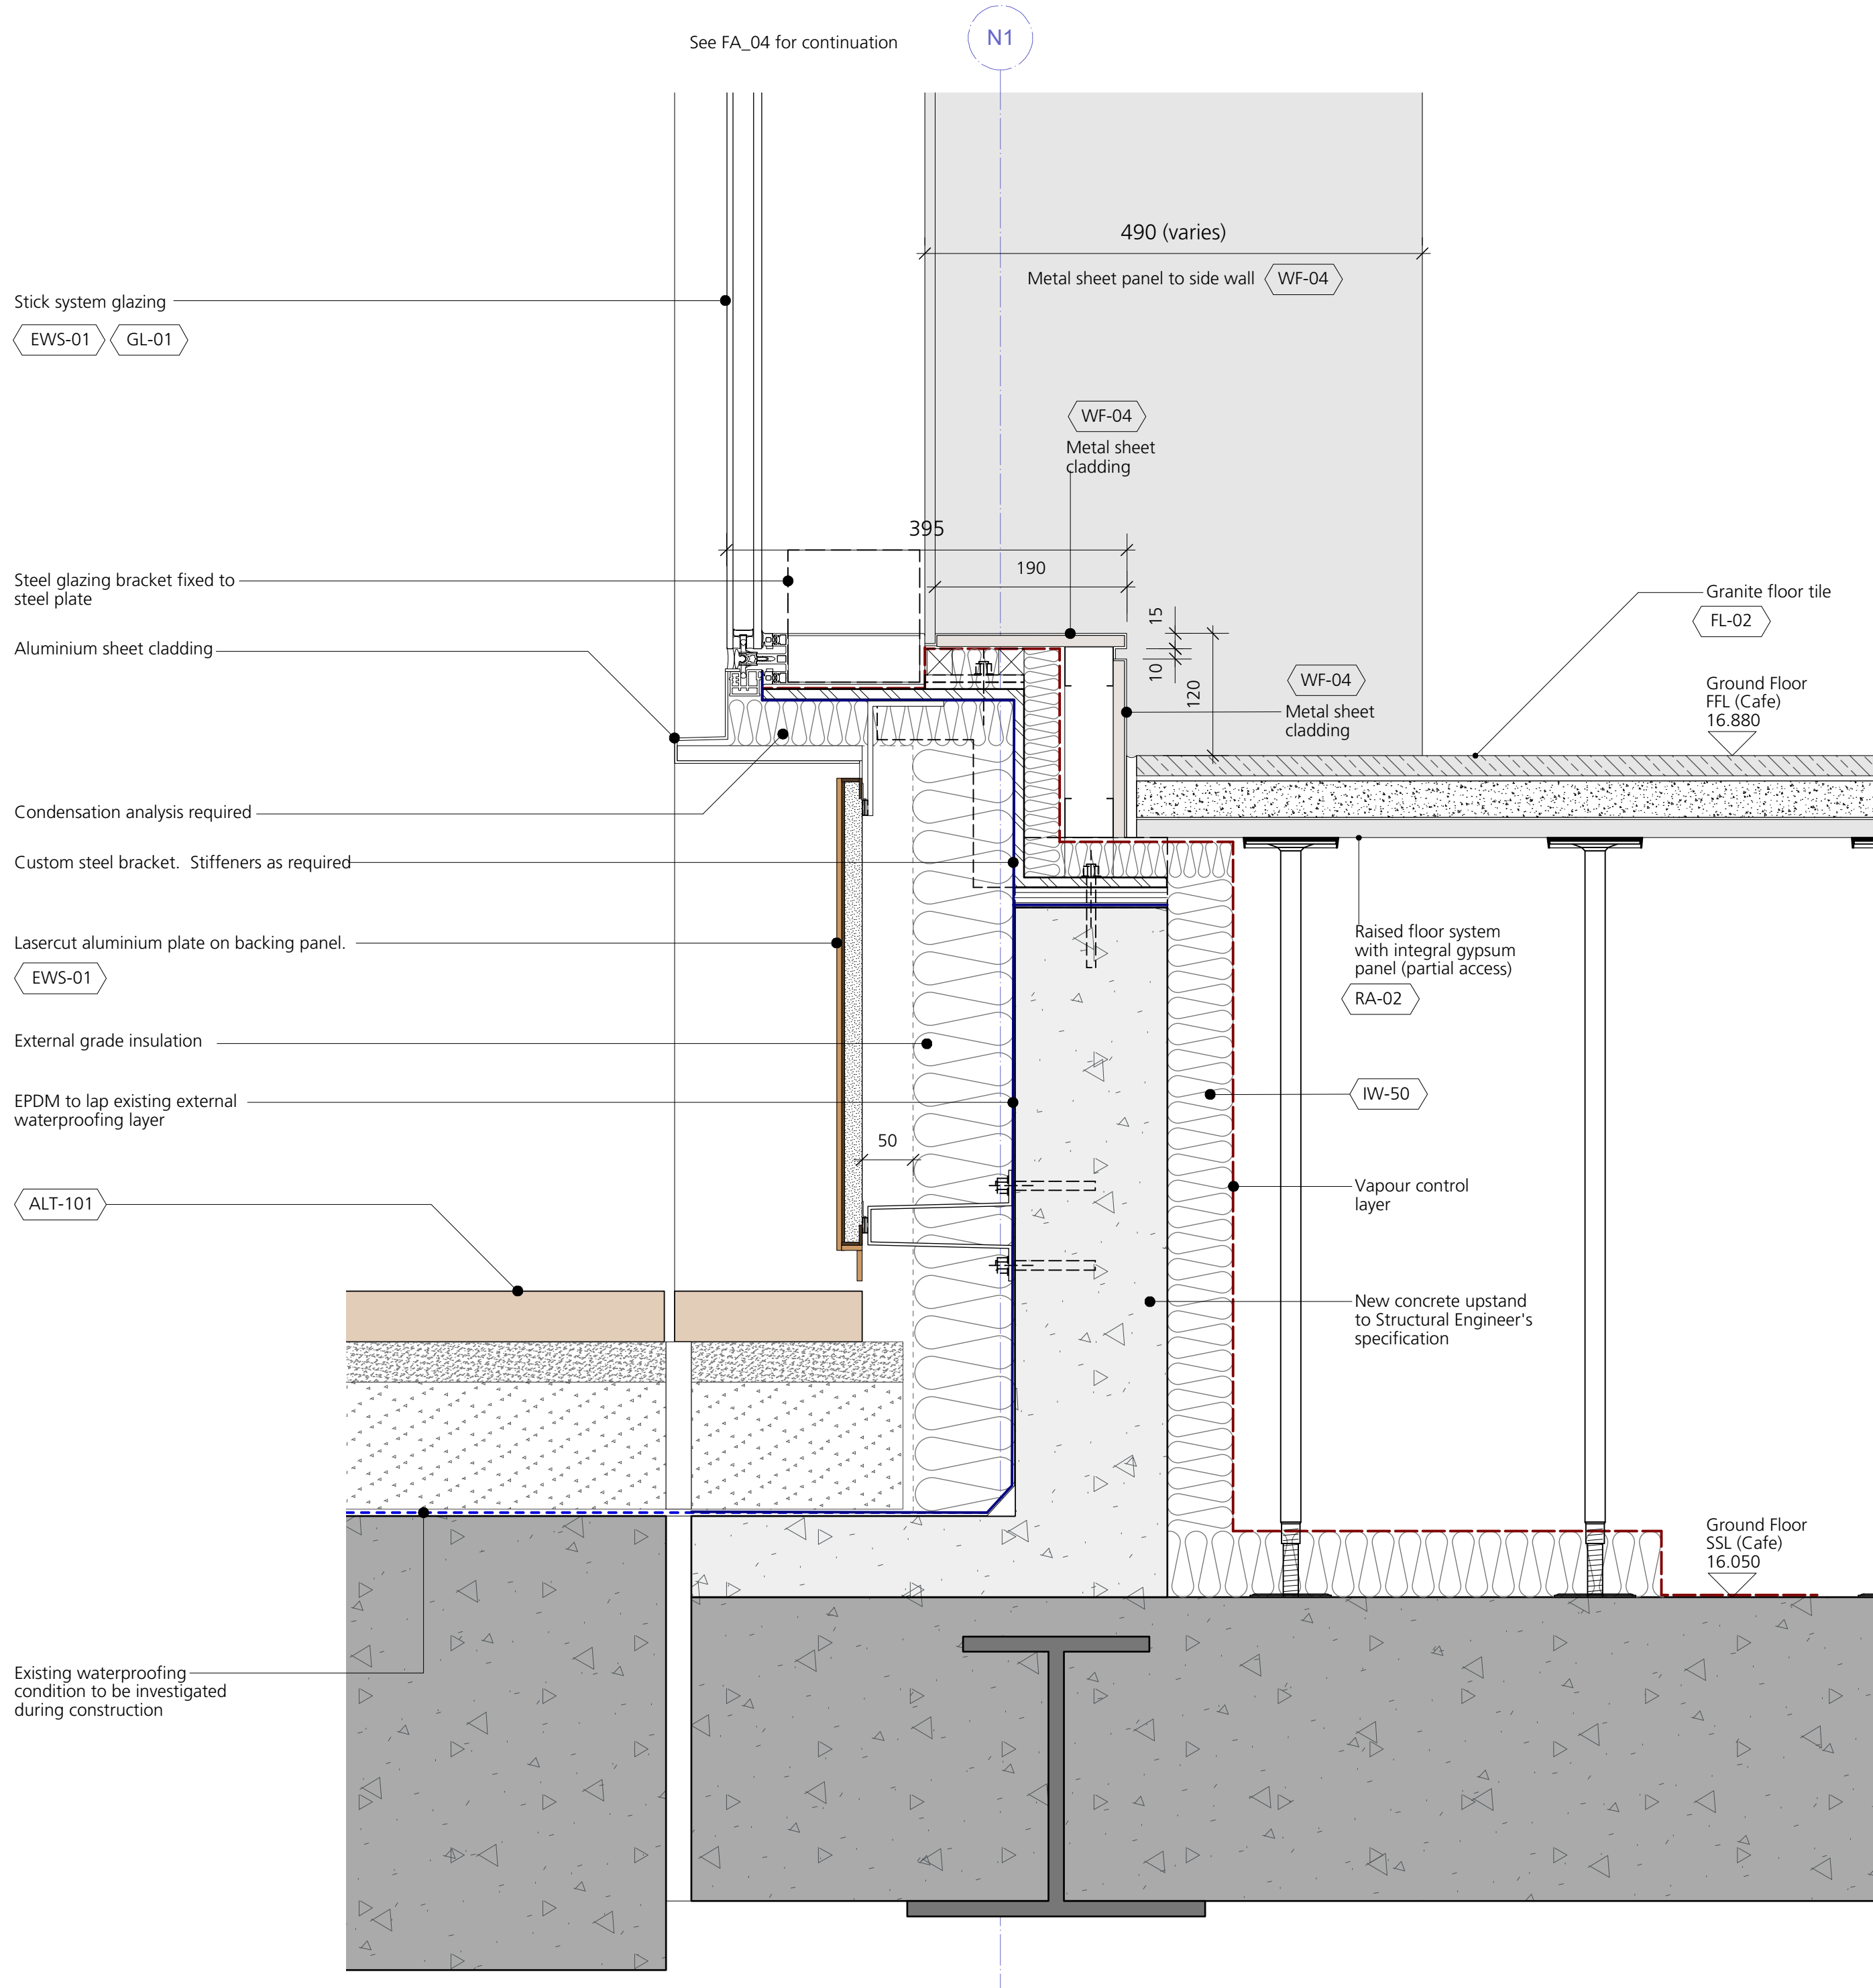 See FA_04 for continuation
N1
490 (varies)
Metal sheet panel to side wall
WF-04
Stick system glazing
EWS-01
GL-01
WF-04
Metal sheet
cladding
395
190
15
10
120
Steel glazing bracket fixed to
steel plate
Aluminium sheet cladding
Granite floor tile
FL-02
WF-04
Metal sheet
cladding
Ground Floor
FFL (Cafe)
16.880
Condensation analysis required
Custom steel bracket.  Stiffeners as required
Lasercut aluminium plate on backing panel.
EWS-01
Raised floor system
with integral gypsum
panel (partial access)
RA-02
External grade insulation
EPDM to lap existing external
waterproofing layer
IW-50
50
ALT-101
Vapour control
layer
New concrete upstand
to Structural Engineer's
specification
Ground Floor
SSL (Cafe)
16.050
Existing waterproofing
condition to be investigated
during construction